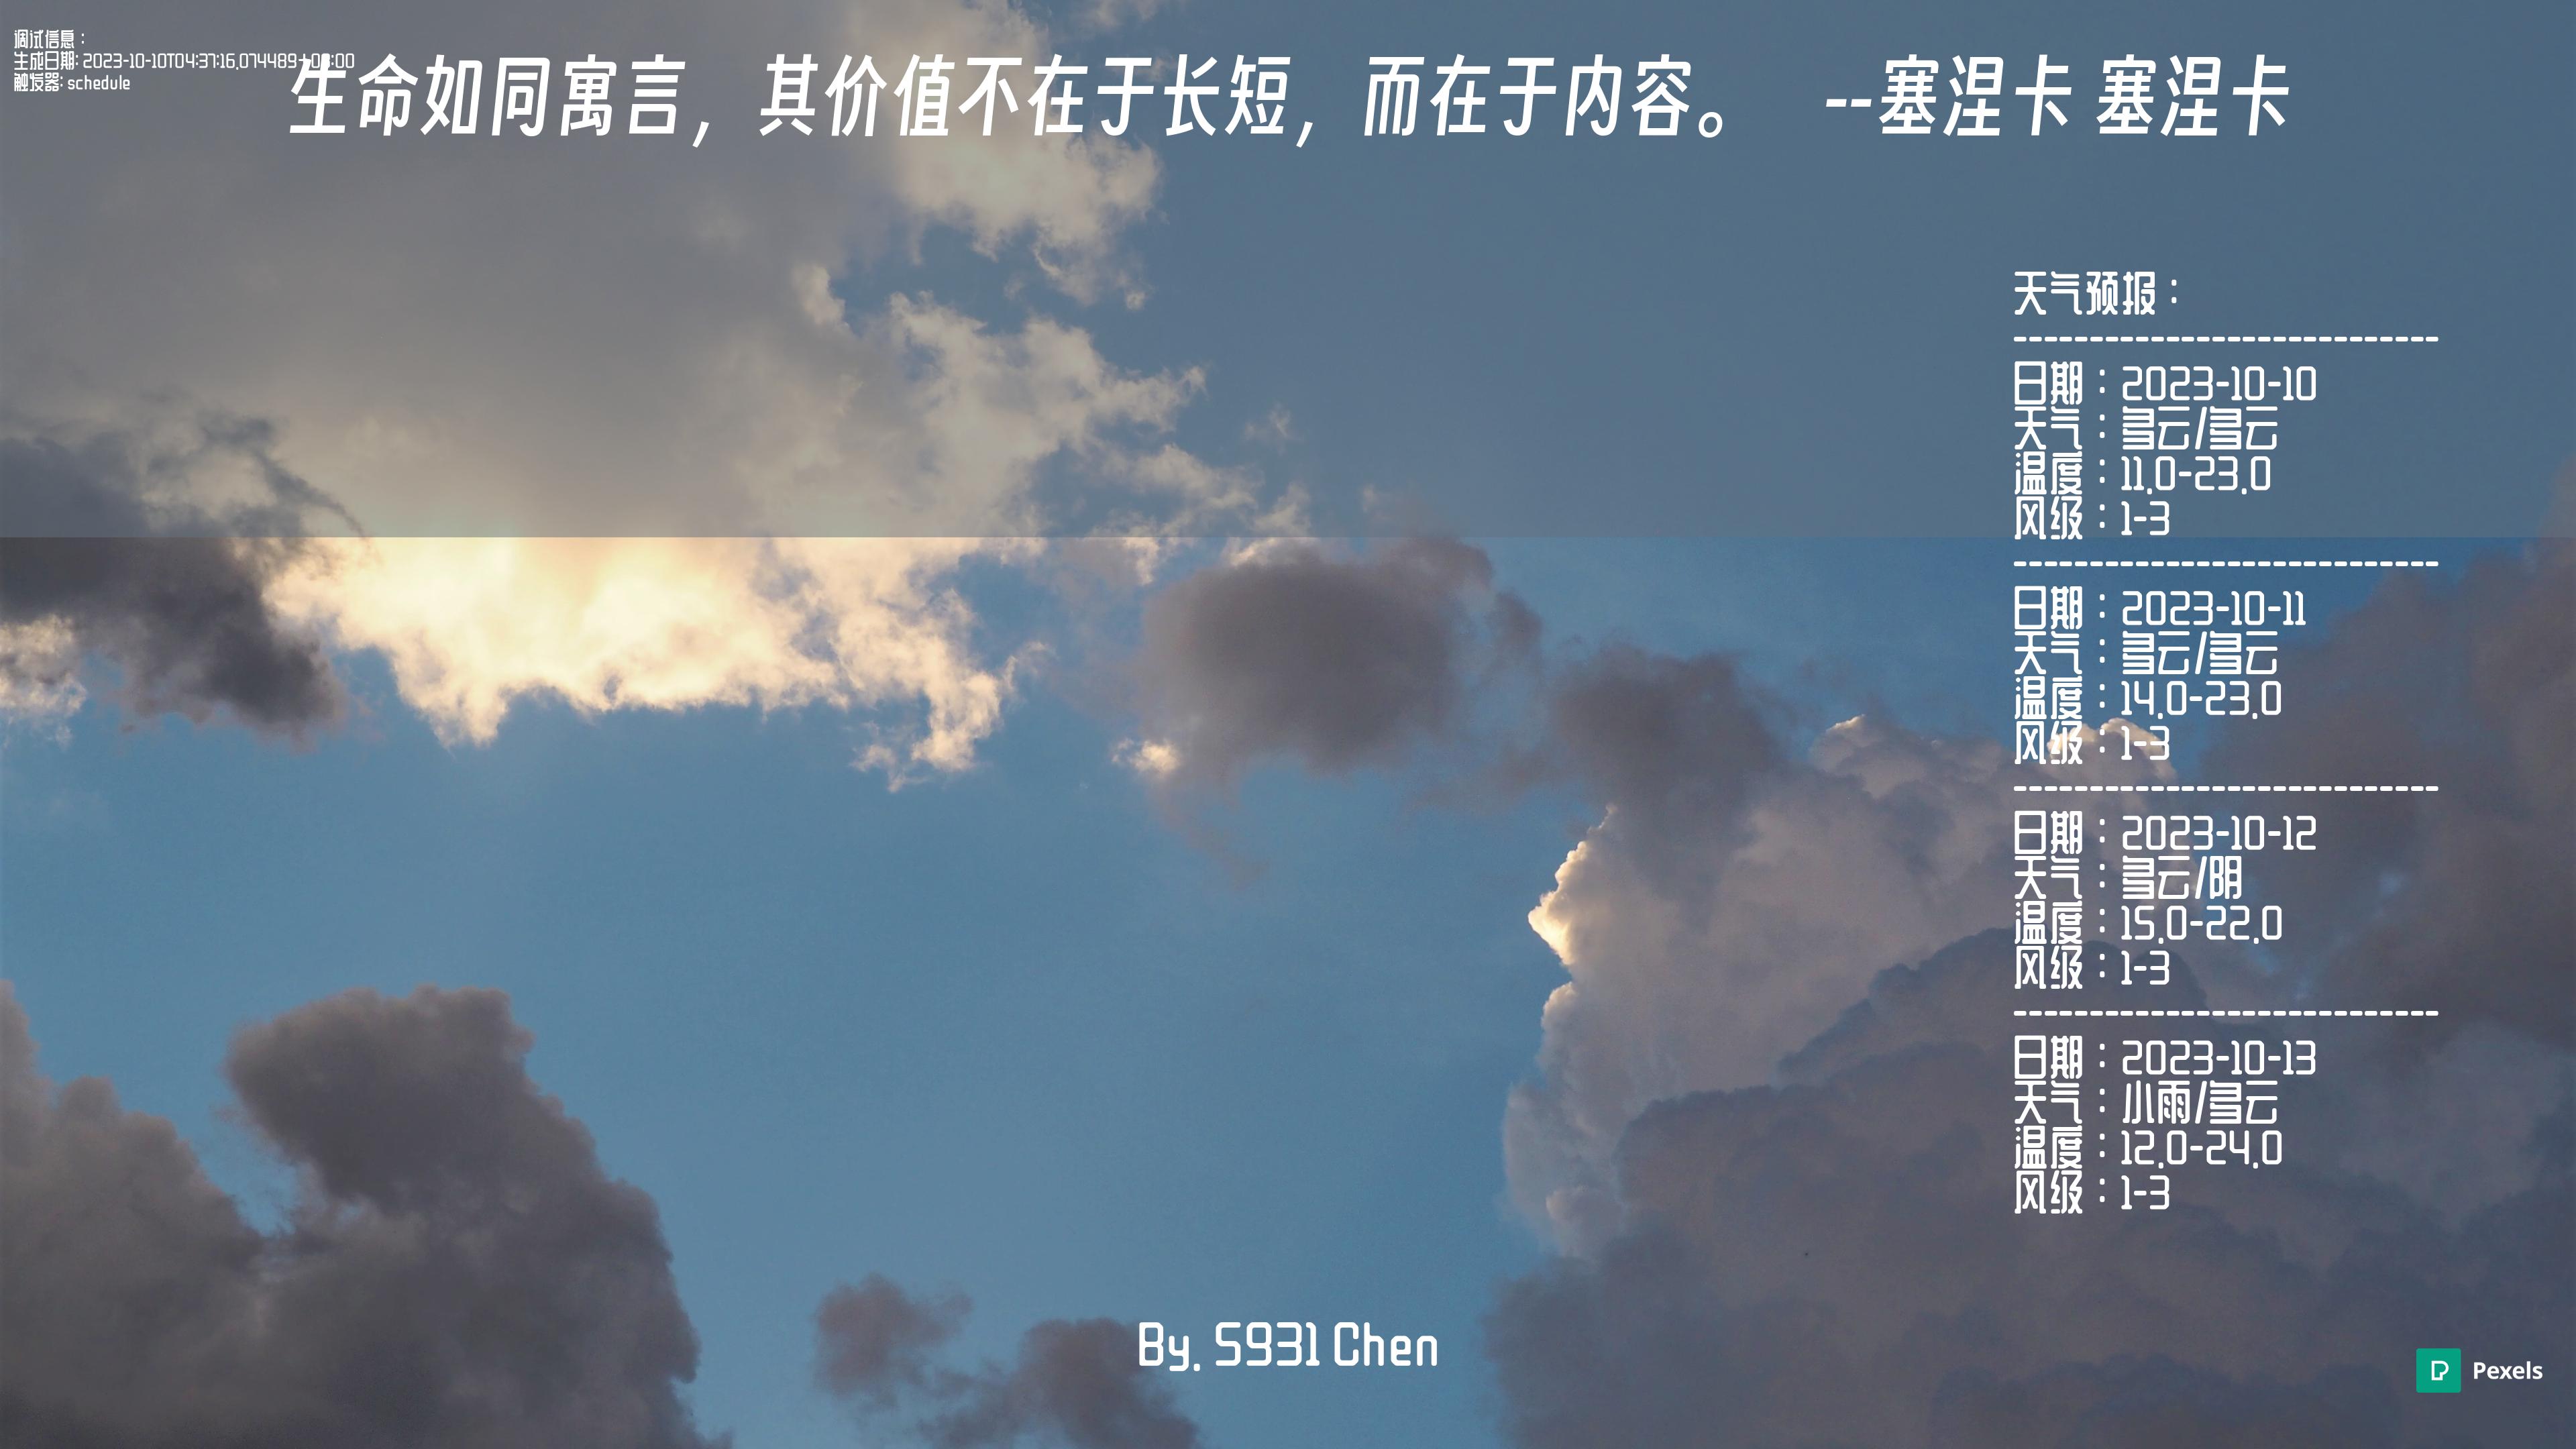 调试信息：
生成日期: 2023-10-10T04:37:16.074489+08:00
触发器: schedule
生命如同寓言，其价值不在于长短，而在于内容。 --塞涅卡 塞涅卡
天气预报：
----------------------------
日期：2023-10-10
天气：多云/多云
温度：11.0-23.0
风级：1-3
----------------------------
日期：2023-10-11
天气：多云/多云
温度：14.0-23.0
风级：1-3
----------------------------
日期：2023-10-12
天气：多云/阴
温度：15.0-22.0
风级：1-3
----------------------------
日期：2023-10-13
天气：小雨/多云
温度：12.0-24.0
风级：1-3
By. S931 Chen
Pexels